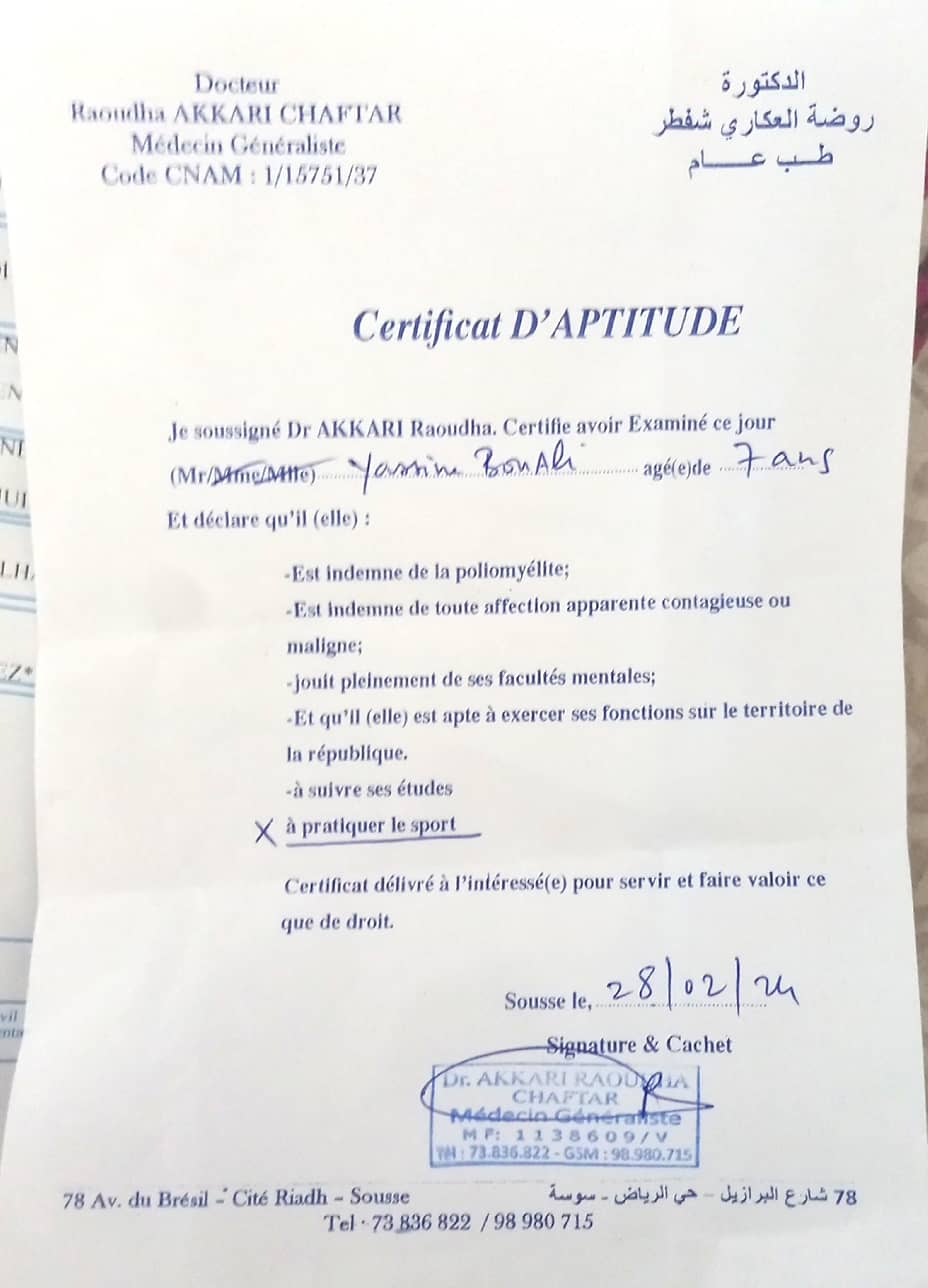 Docteur
Raoudha AKKARI CHAFTAR
Médecin Généraliste
Code CNAM : 1/15751/37
الدكتورة
روضة العكاري شفطر
طــب عــــام
Certificat D'APTITUDE
Je soussigné Dr AKKARI Raoudha. Certifie avoir Examiné ce jour
(Mr/Mme/Mlle) Yassine BouAli agé(e)de 7 ans
Et déclare qu'il (elle) :
-Est indemne de la poliomyélite;
-Est indemne de toute affection apparente contagieuse ou
maligne;
-jouit pleinement de ses facultés mentales;
-Et qu'il (elle) est apte à exercer ses fonctions sur le territoire de
la république.
-à suivre ses études
X à pratiquer le sport
Certificat délivré à l'intéressé(e) pour servir et faire valoir ce
que de droit.
Sousse le, 28/02/24
Signature & Cachet
Dr. AKKARI RAOUDHA
CHAFTAR
Médecin Généraliste
MF: 1138609/V
Tél : 73.836.822 - GSM : 98.980.715
78 Av. du Brésil - Cité Riadh - Sousse
78 شارع البرازيل - حي الرياض - سوسة
Tel : 73 836 822 / 98 980 715